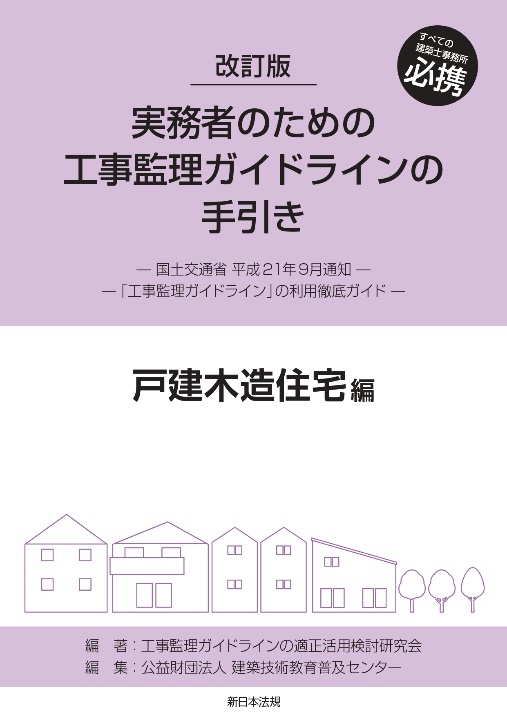 すべての
建築士事務所
必携
改訂版
実務者のための
工事監理ガイドラインの
手引き
― 国土交通省 平成21年9月通知 ―
―「工事監理ガイドライン」の利用徹底ガイド ―
戸建木造住宅編
編　著：工事監理ガイドラインの適正活用検討研究会
編　集：公益財団法人 建築技術教育普及センター
新日本法規